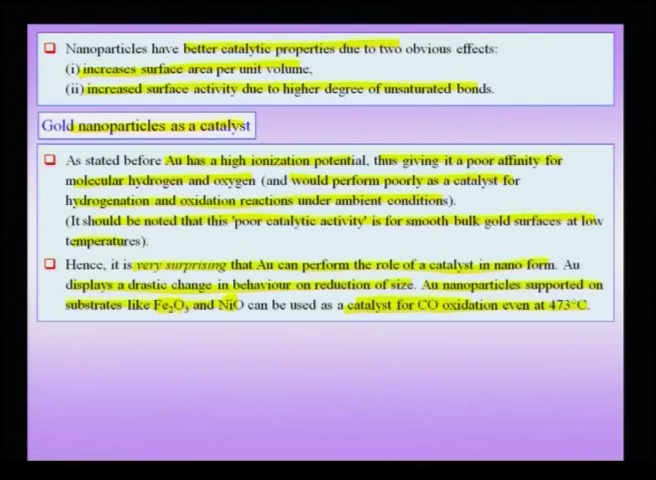 Nanoparticles have better catalytic properties due to two obvious effects:
(i) increases surface area per unit volume,
(ii) increased surface activity due to higher degree of unsaturated bonds.
Gold nanoparticles as a catalyst
As stated before Au has a high ionization potential, thus giving it a poor affinity for
molecular hydrogen and oxygen (and would perform poorly as a catalyst for
hydrogenation and oxidation reactions under ambient conditions).
(It should be noted that this 'poor catalytic activity' is for smooth bulk gold surfaces at low
temperatures).
Hence, it is very surprising that Au can perform the role of a catalyst in nano form. Au
displays a drastic change in behaviour on reduction of size. Au nanoparticles supported on
substrates like Fe₂O₃ and NiO can be used as a catalyst for CO oxidation even at 473°C.